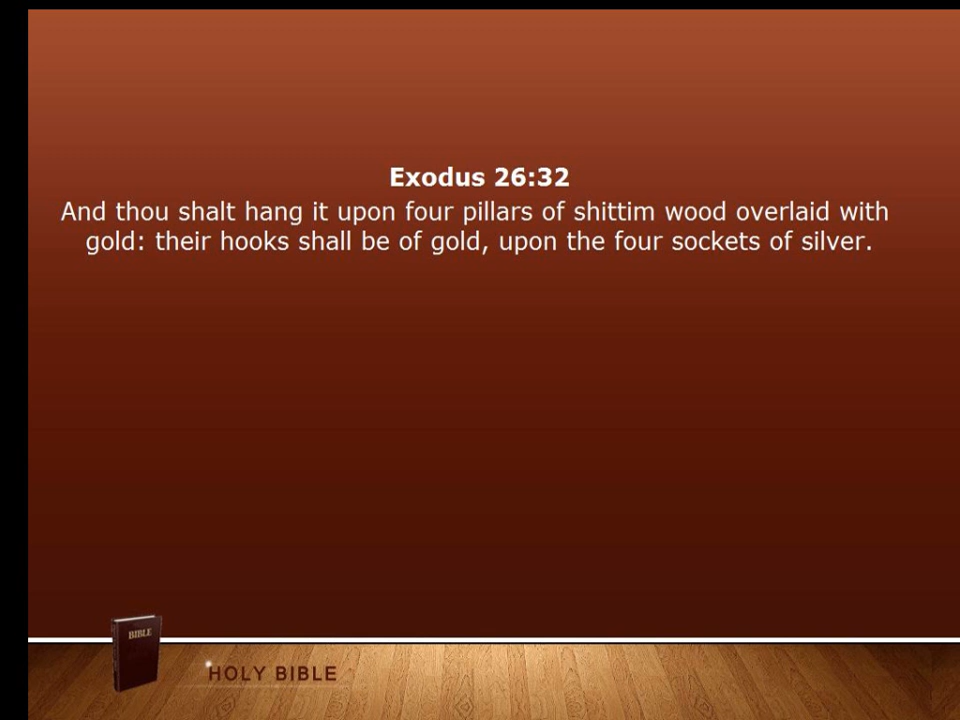 Exodus 26:32
And thou shalt hang it upon four pillars of shittim wood overlaid with
gold: their hooks shall be of gold, upon the four sockets of silver.
BIBLE
HOLY BIBLE